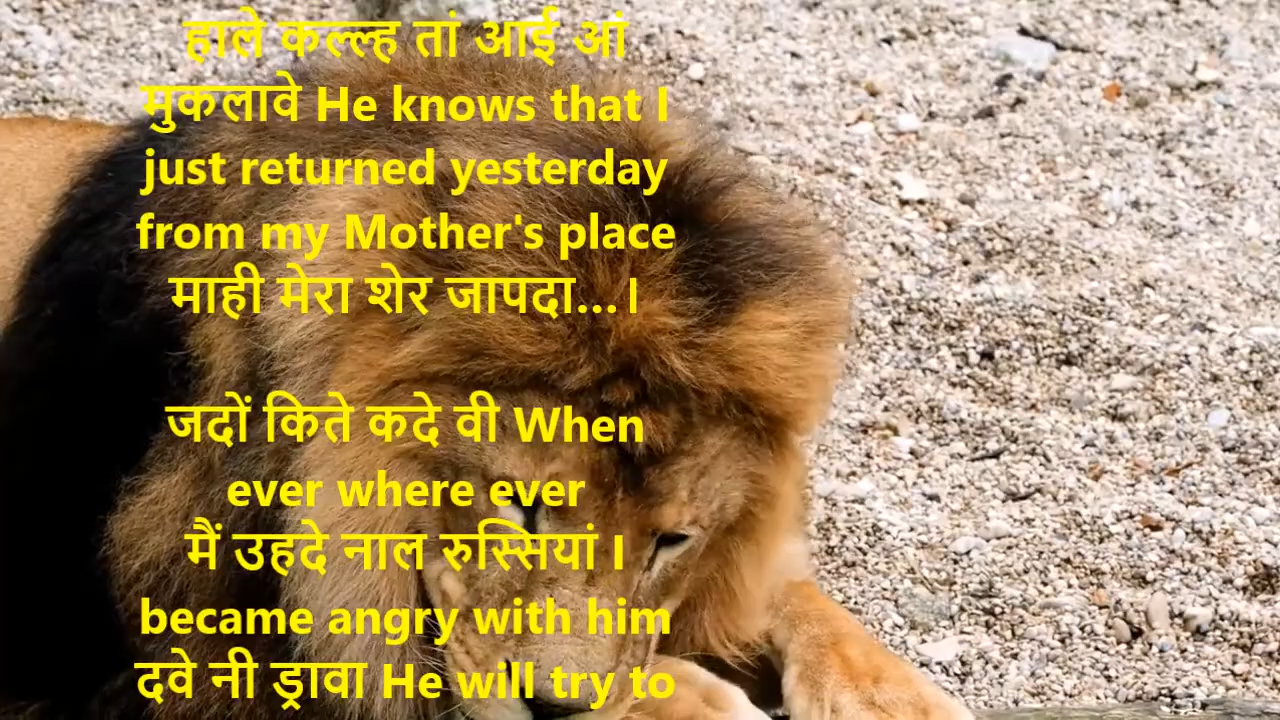 हाले कल्ल्ह तां आई आं
मुकलावे He knows that I
just returned yesterday
from my Mother's place
माही मेरा शेर जापदा...।
जदों किते कदे वी When
ever where ever
मैं उहदे नाल रुस्सियां I
became angry with him
दवे नी ड्रावा He will try to